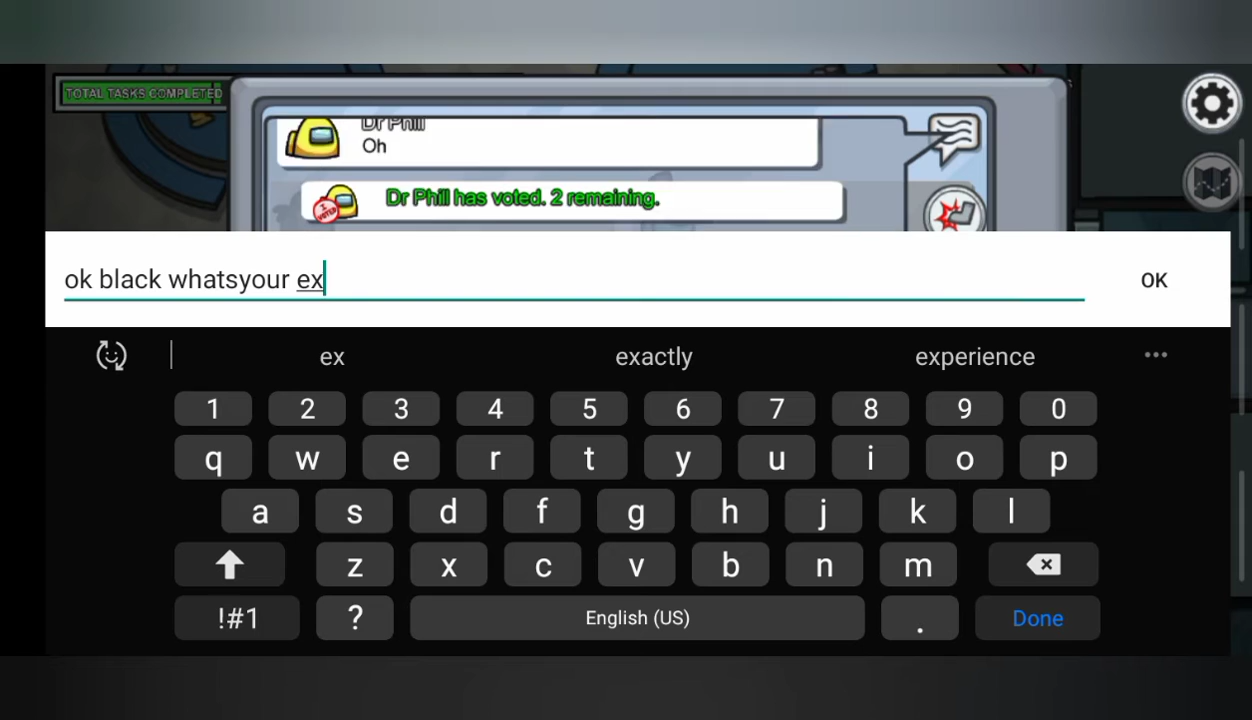 TOTAL TASKS COMPLETED
Dr Phill
Oh
I VOTED
Dr Phill has voted. 2 remaining.
ok black whatsyour ex
OK
ex exactly experience
1 2 3 4 5 6 7 8 9 0
q w e r t y u i o p
a s d f g h j k l
z x c v b n m
!#1 ? English (US) . Done